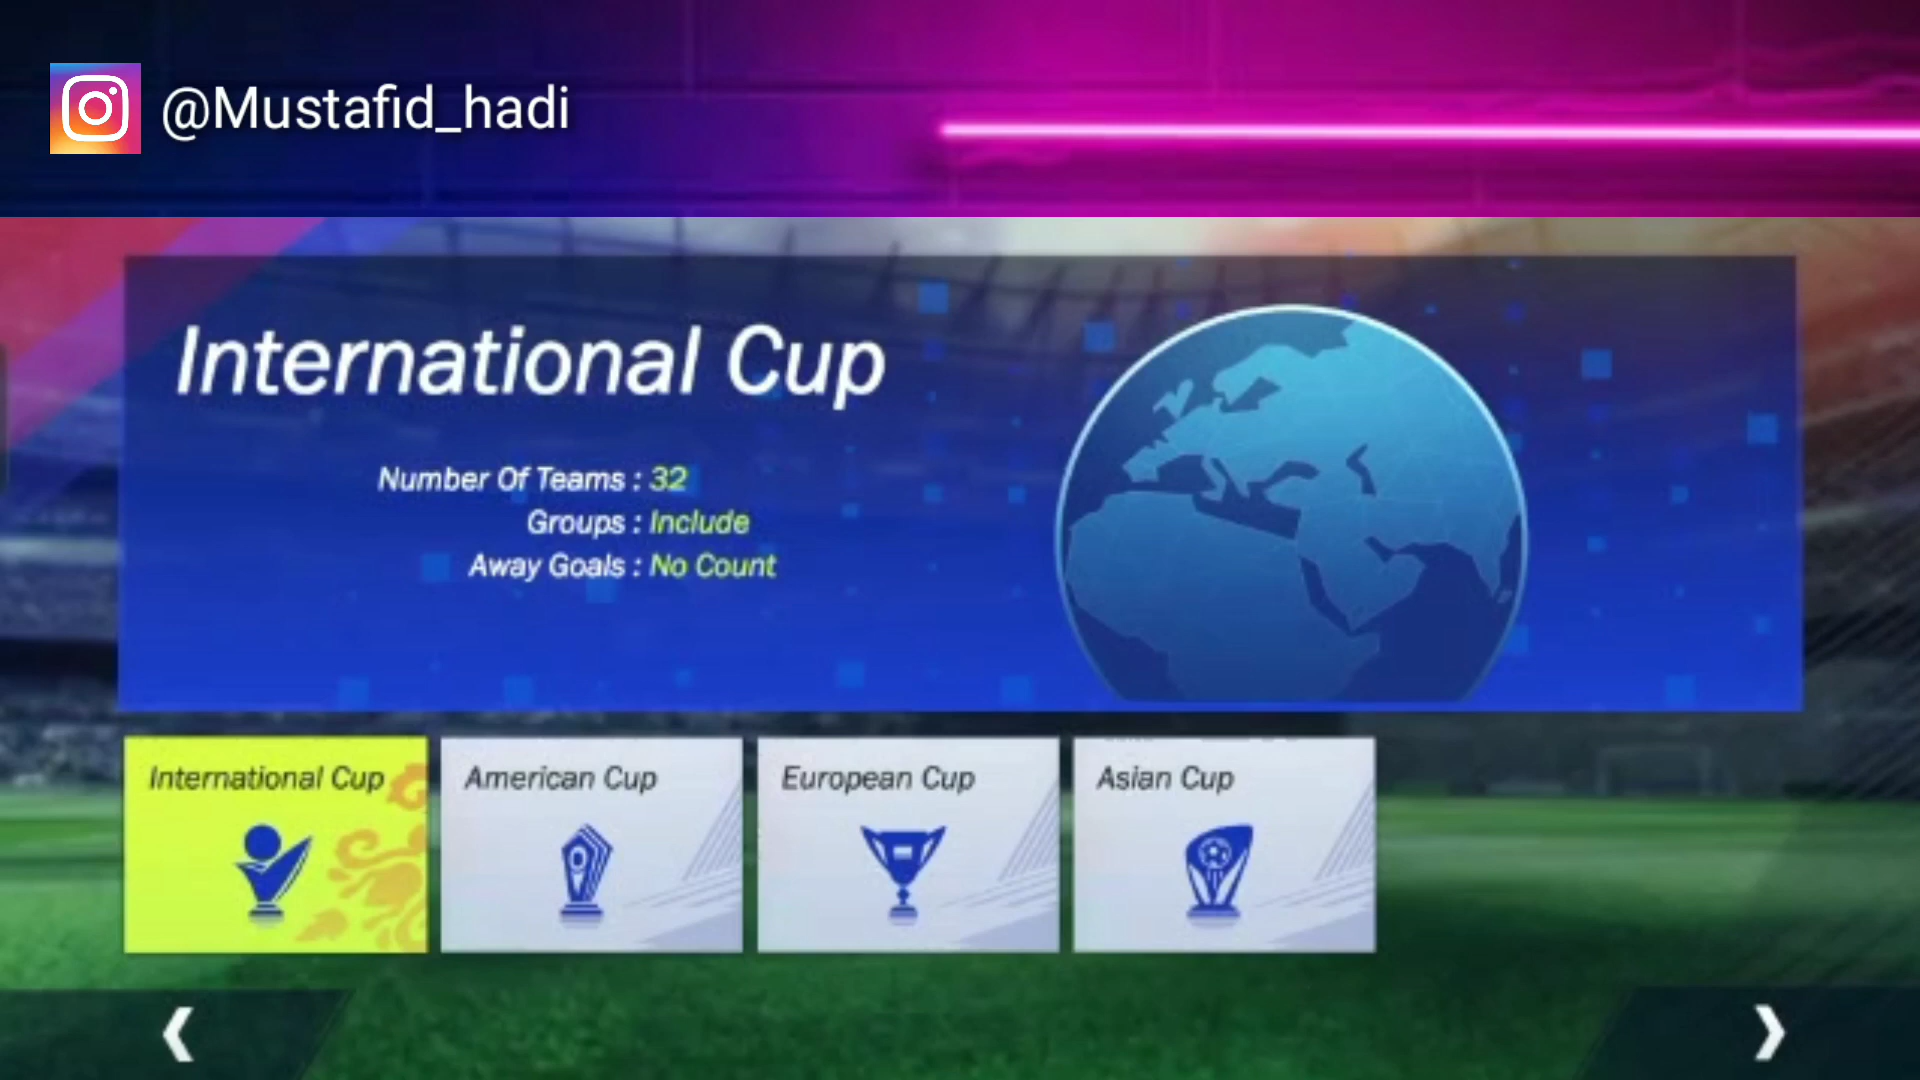 @Mustafid_hadi
International Cup
Number Of Teams : 32
Groups : Include
Away Goals : No Count
International Cup
American Cup
European Cup
Asian Cup